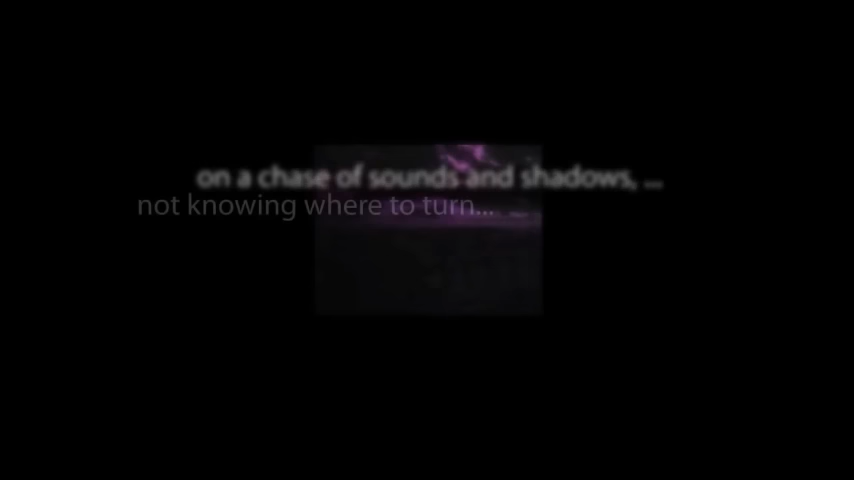 on a chase of sounds and shadows, ...
not knowing where to turn...